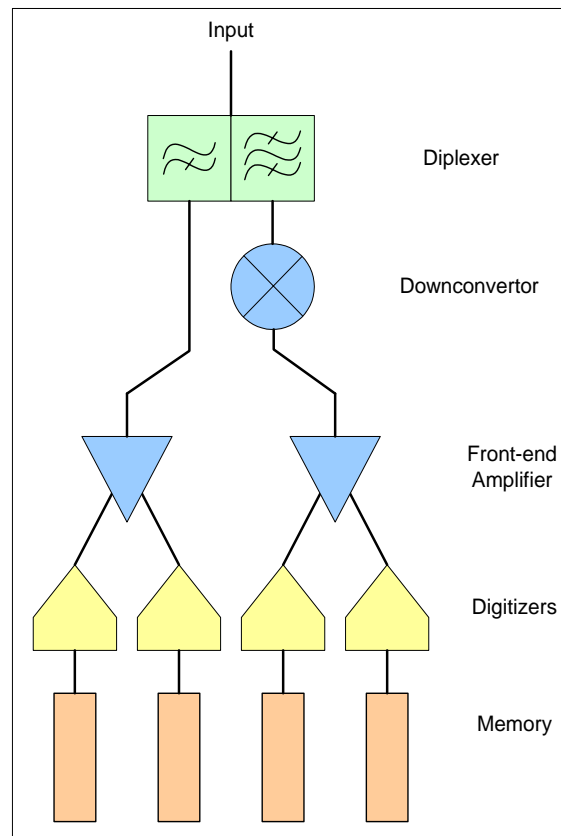 Input
Diplexer
Downconvertor
Front-end
Amplifier
Digitizers
Memory